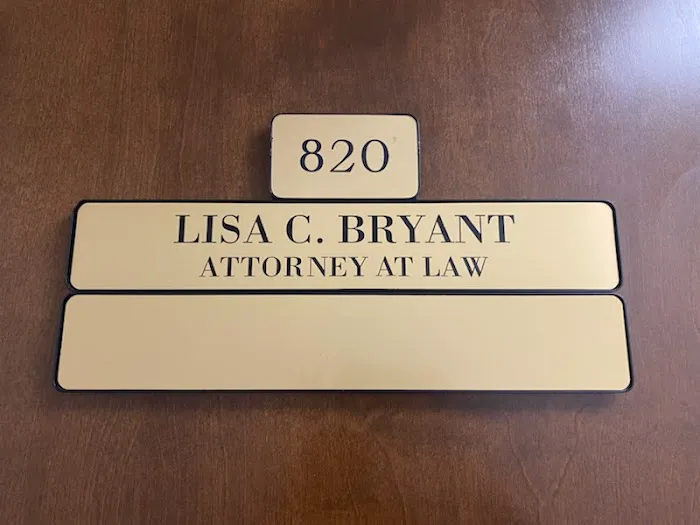 820
LISA C. BRYANT
ATTORNEY AT LAW